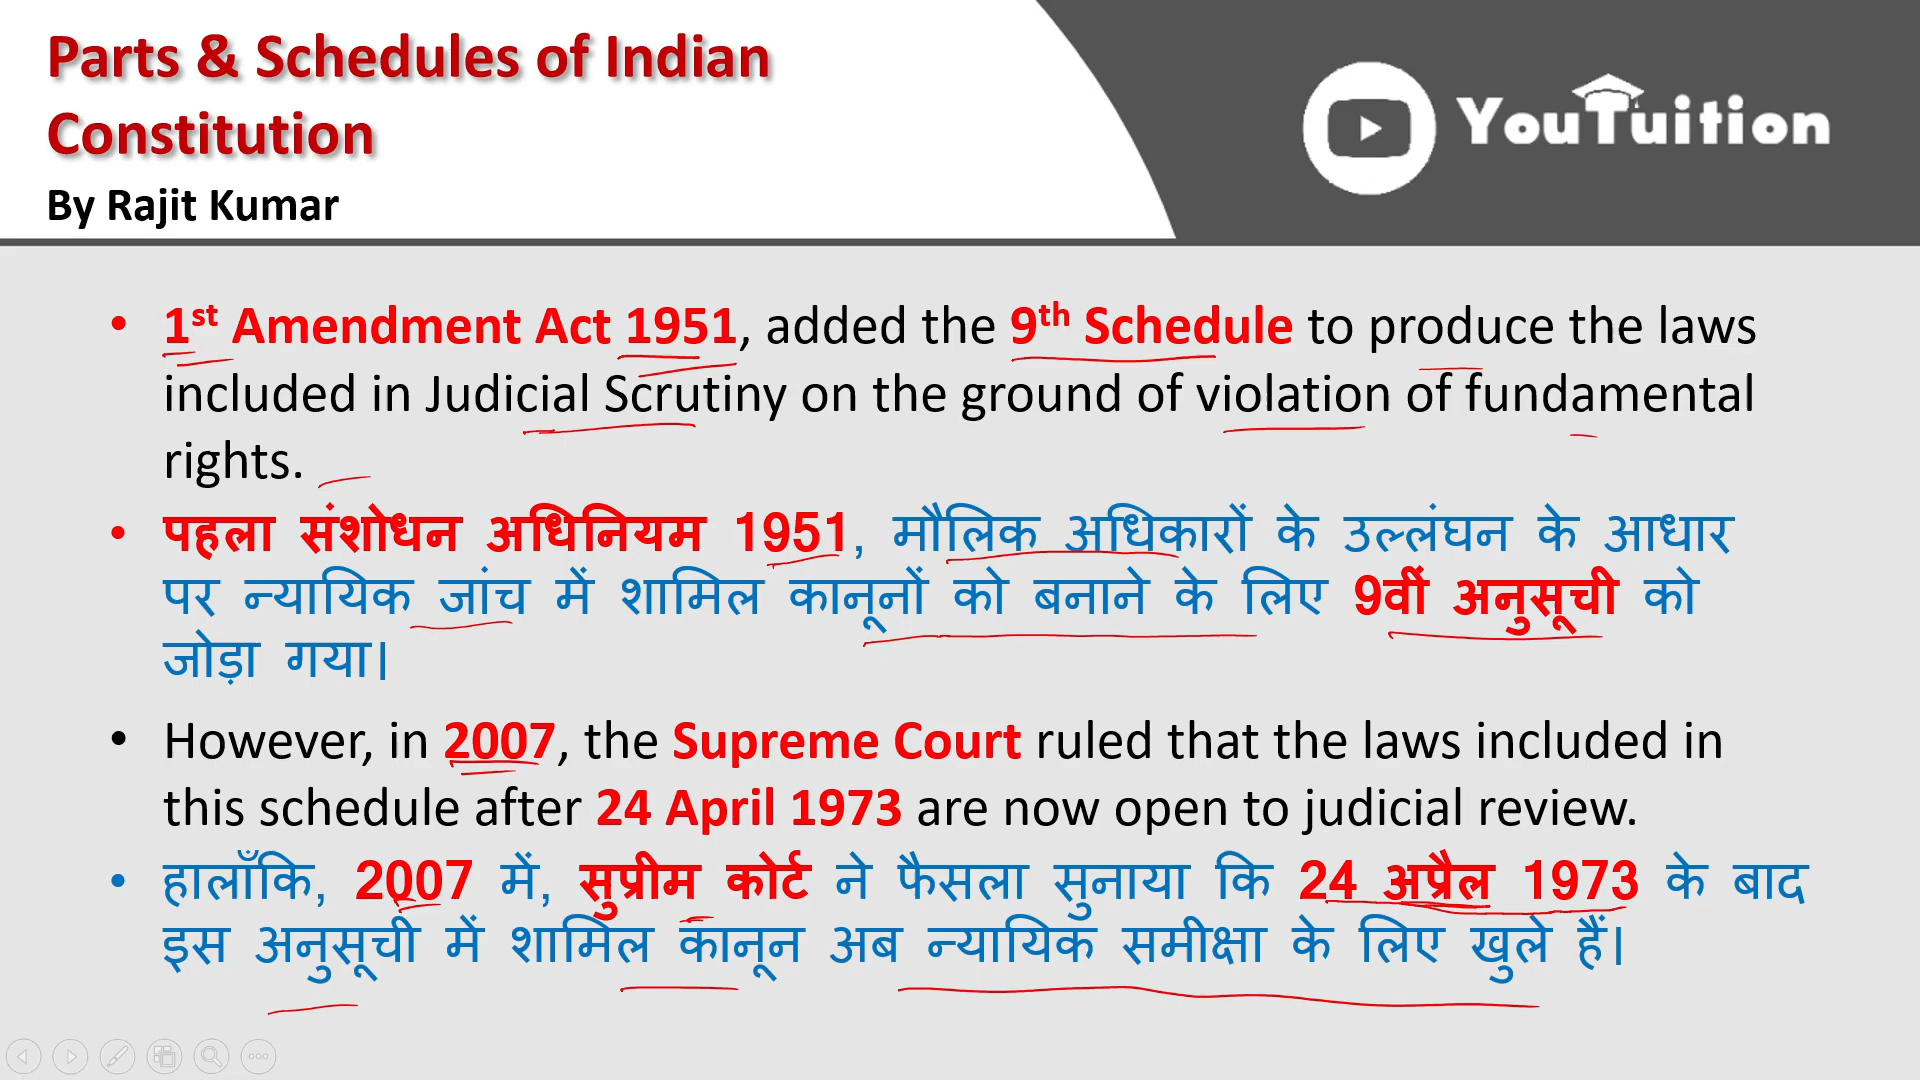 Parts & Schedules of Indian
Constitution
By Rajit Kumar
YouTuition
• 1st Amendment Act 1951, added the 9th Schedule to produce the laws
included in Judicial Scrutiny on the ground of violation of fundamental
rights.
• पहला संशोधन अधिनियम 1951, मौलिक अधिकारों के उल्लंघन के आधार
पर न्यायिक जांच में शामिल कानूनों को बनाने के लिए 9वीं अनुसूची को
जोड़ा गया।
• However, in 2007, the Supreme Court ruled that the laws included in
this schedule after 24 April 1973 are now open to judicial review.
• हालाँकि, 2007 में, सुप्रीम कोर्ट ने फैसला सुनाया कि 24 अप्रैल 1973 के बाद
इस अनुसूची में शामिल कानून अब न्यायिक समीक्षा के लिए खुले हैं।